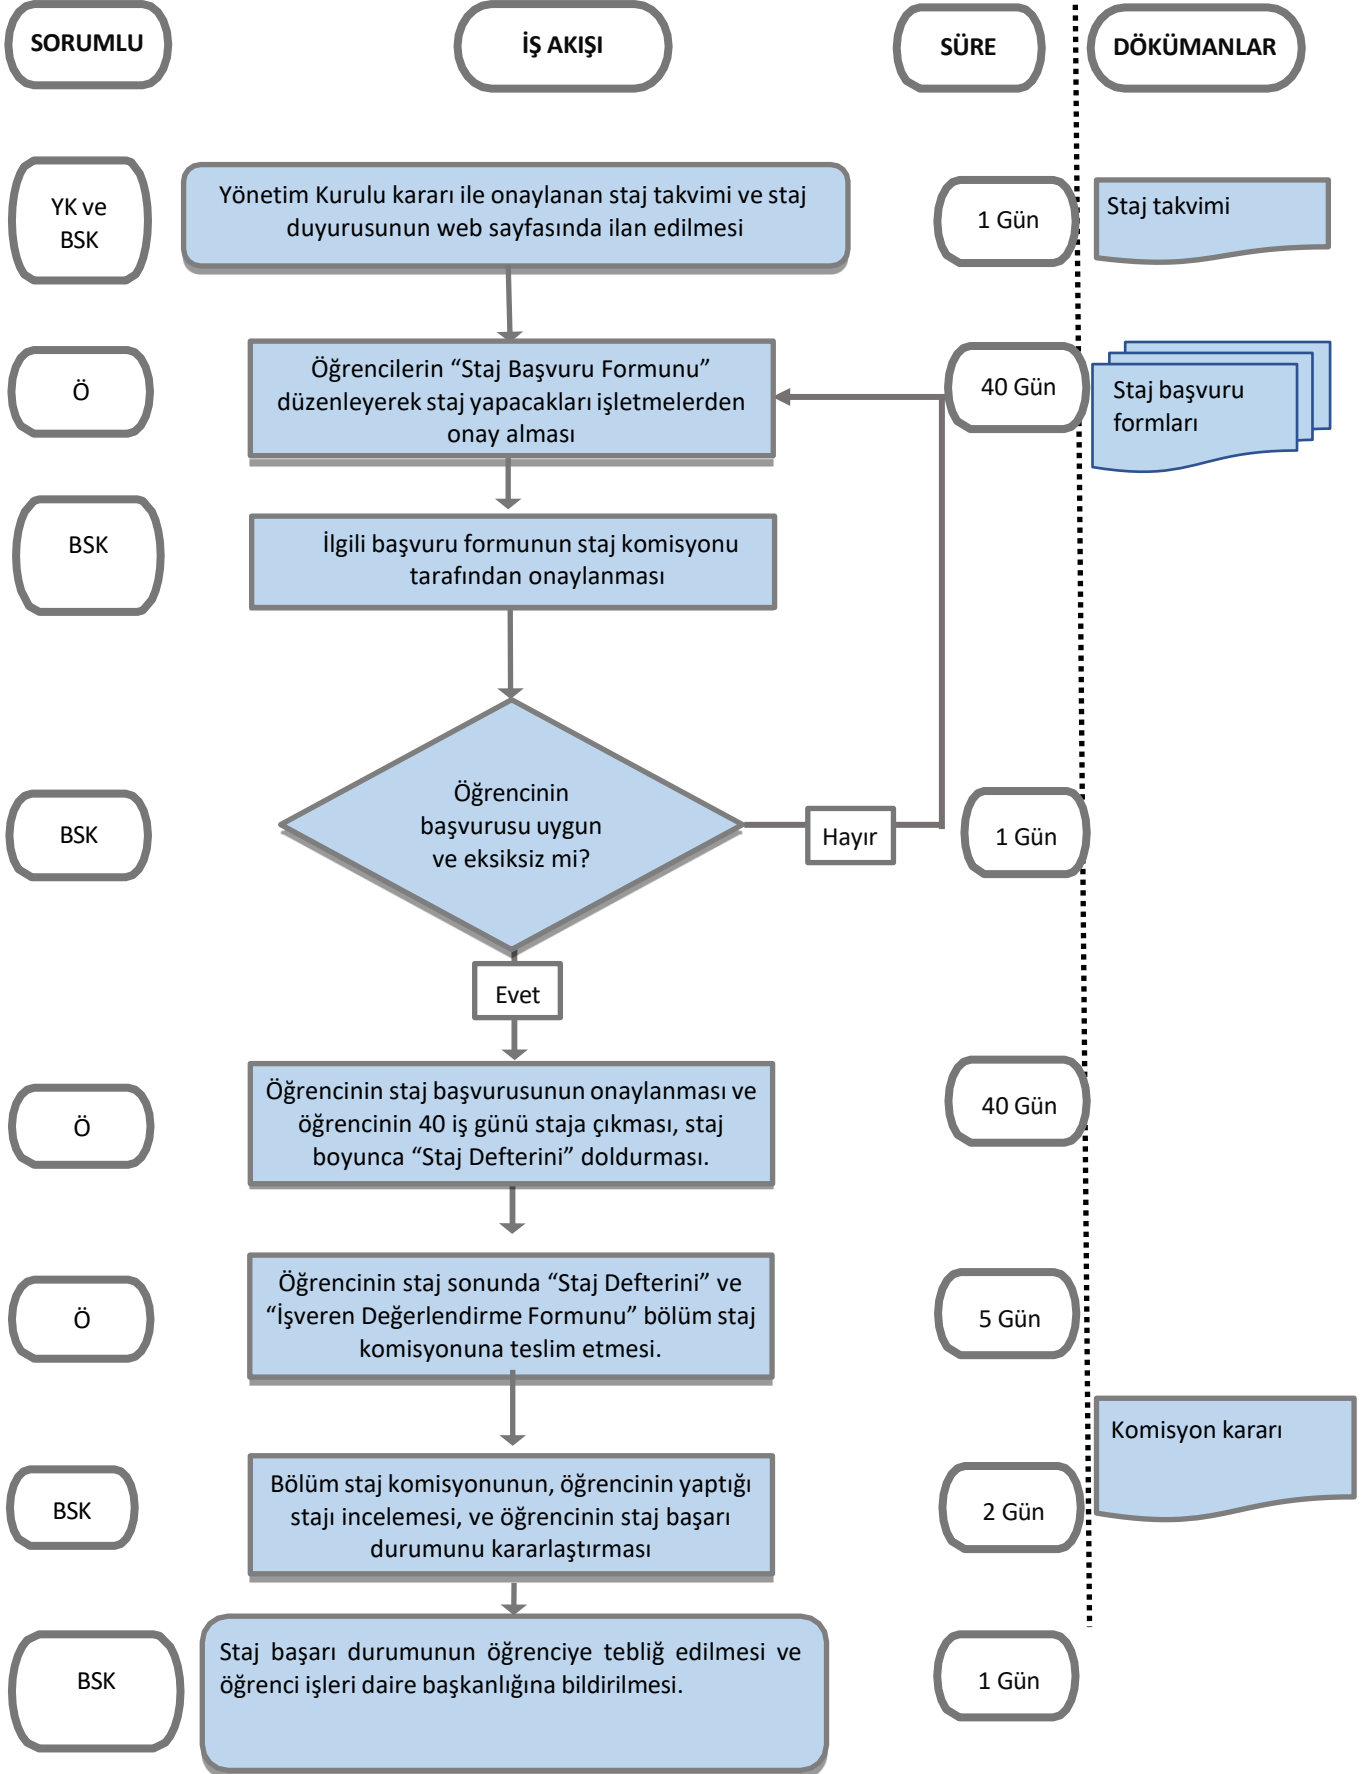 SORUMLU
İŞ AKIŞI
SÜRE
DÖKÜMANLAR
YK ve
BSK
Yönetim Kurulu kararı ile onaylanan staj takvimi ve staj
duyurusunun web sayfasında ilan edilmesi
1 Gün
Staj takvimi
Ö
Öğrencilerin “Staj Başvuru Formunu”
düzenleyerek staj yapacakları işletmelerden
onay alması
40 Gün
Staj başvuru
formları
BSK
İlgili başvuru formunun staj komisyonu
tarafından onaylanması
BSK
Öğrencinin
başvurusu uygun
ve eksiksiz mi?
Hayır
1 Gün
Evet
Ö
Öğrencinin staj başvurusunun onaylanması ve
öğrencinin 40 iş günü staja çıkması, staj
boyunca “Staj Defterini” doldurması.
40 Gün
Ö
Öğrencinin staj sonunda “Staj Defterini” ve
“İşveren Değerlendirme Formunu” bölüm staj
komisyonuna teslim etmesi.
5 Gün
Komisyon kararı
BSK
Bölüm staj komisyonunun, öğrencinin yaptığı
stajı incelemesi, ve öğrencinin staj başarı
durumunu kararlaştırması
2 Gün
BSK
Staj başarı durumunun öğrenciye tebliğ edilmesi ve
öğrenci işleri daire başkanlığına bildirilmesi.
1 Gün